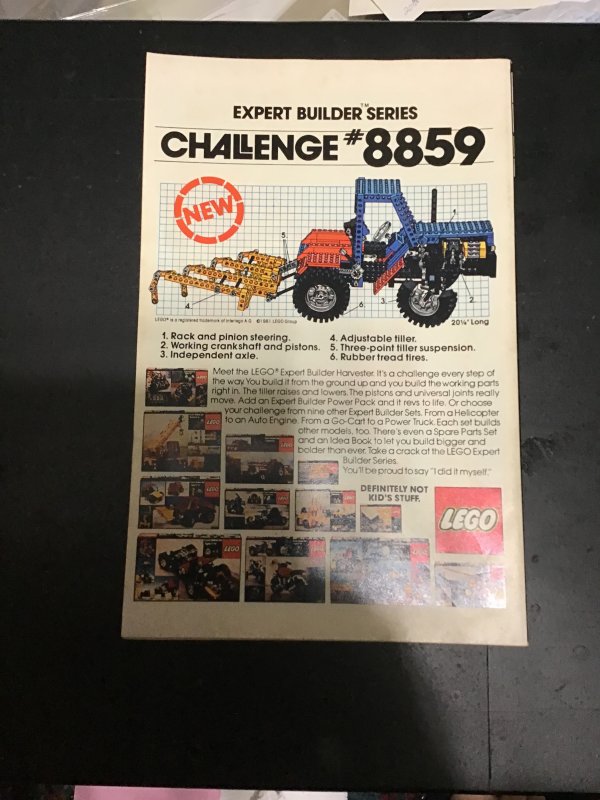 EXPERT BUILDER™ SERIES
CHALLENGE #8859
NEW
5.
1.
4.
6.
3.
2.
LEGO® is a registered trademark of Interlego A.G. ©1981 LEGO Group
20¼" Long
1. Rack and pinion steering.
2. Working crankshaft and pistons.
3. Independent axle.
4. Adjustable tiller.
5. Three-point tiller suspension.
6. Rubber tread tires.
Meet the LEGO® Expert Builder Harvester. It's a challenge every step of
the way. You build it from the ground up and you build the working parts
right in. The tiller raises and lowers. The pistons and universal joints really
move. Add an Expert Builder Power Pack and it revs to life. Or choose
your challenge from nine other Expert Builder Sets. From a Helicopter
to an Auto Engine. From a Go-Cart to a Power Truck. Each set builds
other models, too. There's even a Spare Parts Set
and an Idea Book to let you build bigger and
bolder than ever. Take a crack at the LEGO Expert
Builder Series.
You'll be proud to say "I did it myself."
DEFINITELY NOT
KID'S STUFF.
LEGO
LEGO
LEGO
LEGO
LEGO
LEGO